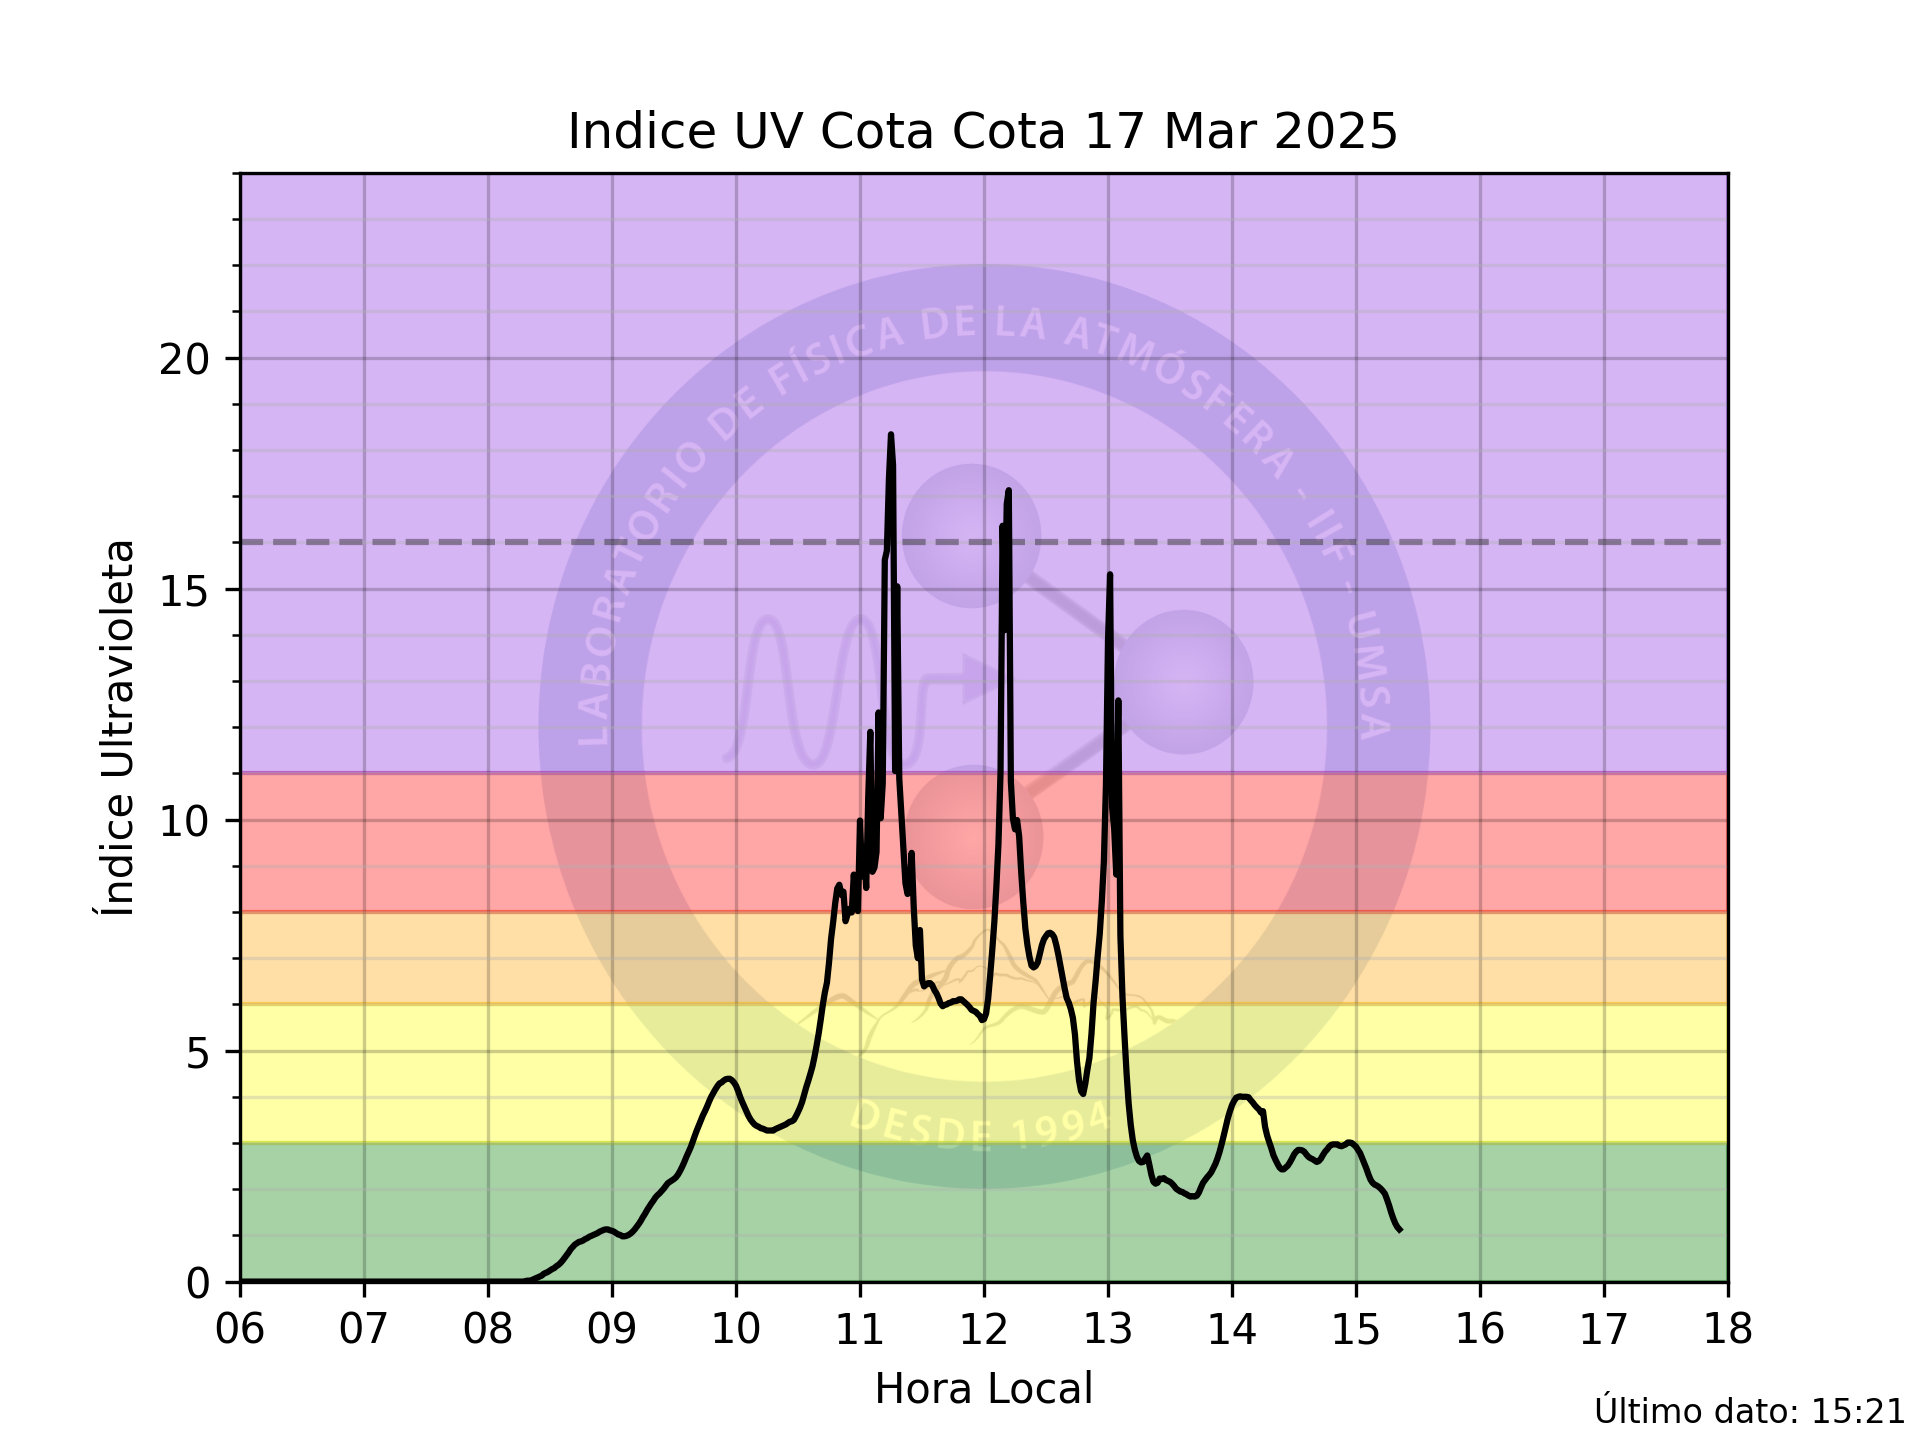 Indice UV Cota Cota 17 Mar 2025
20
15
10
5
0
Índice Ultravioleta
LABORATORIO DE FÍSICA DE LA ATMÓSFERA - IIF - UMSA
DESDE 1994
06 07 08 09 10 11 12 13 14 15 16 17 18
Hora Local
Último dato: 15:21